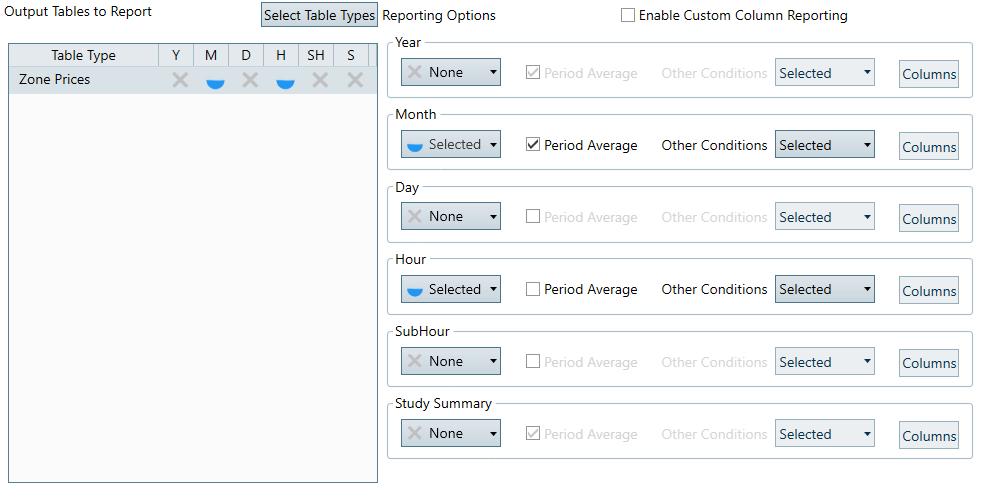 Output Tables to Report Select Table Types Reporting Options Enable Custom Column Reporting
Table Type Y M D H SH S
Zone Prices
Year
None Period Average Other Conditions Selected Columns
Month
Selected Period Average Other Conditions Selected Columns
Day
None Period Average Other Conditions Selected Columns
Hour
Selected Period Average Other Conditions Selected Columns
SubHour
None Period Average Other Conditions Selected Columns
Study Summary
None Period Average Other Conditions Selected Columns